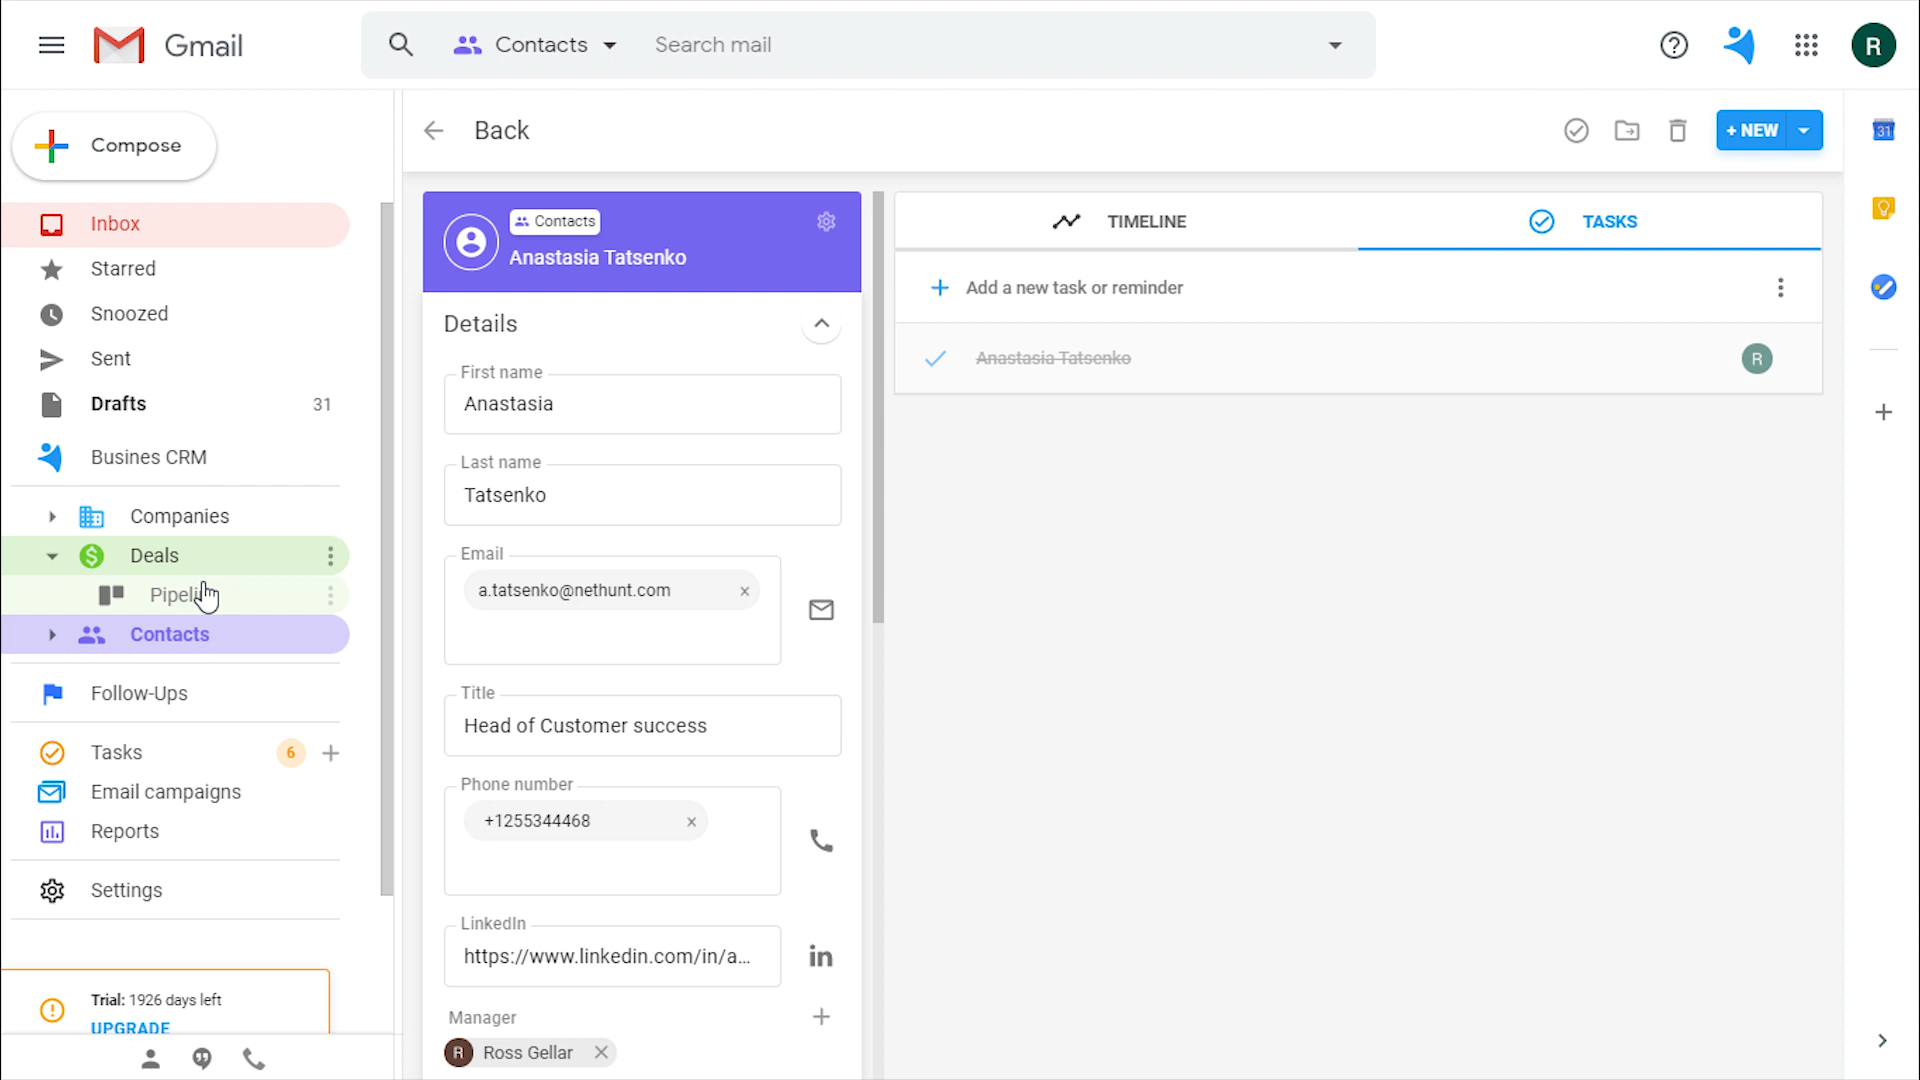 Gmail
Contacts
Search mail
R
Compose
Back
+ NEW
31
Inbox
Starred
Snoozed
Sent
Drafts
31
Busines CRM
Companies
Deals
Contacts
Follow-Ups
Tasks
6
Email campaigns
Reports
Settings
Trial: 1926 days left
UPGRADE
Contacts
Anastasia Tatsenko
Details
First name
Anastasia
Last name
Tatsenko
Email
a.tatsenko@nethunt.com
Title
Head of Customer success
Phone number
+1255344468
LinkedIn
https://www.linkedin.com/in/a...
in
Manager
R
Ross Gellar
TIMELINE
TASKS
Add a new task or reminder
Anastasia Tatsenko
R